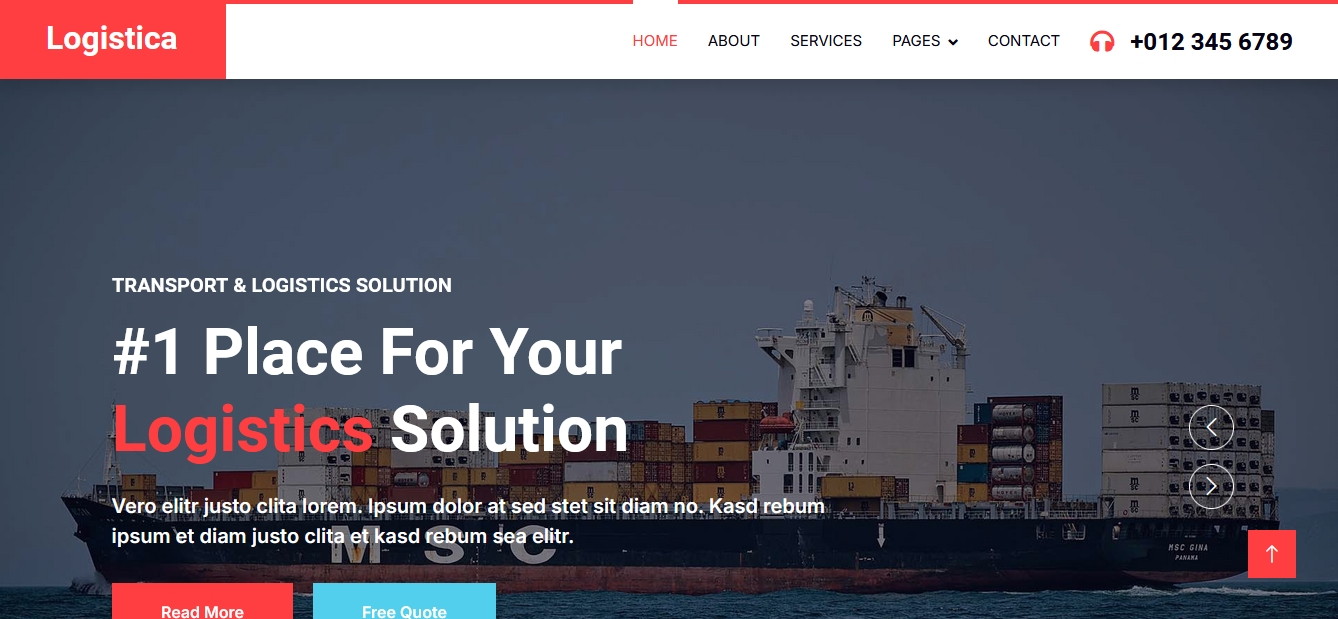 Logistica
HOME ABOUT SERVICES PAGES CONTACT +012 345 6789
TRANSPORT & LOGISTICS SOLUTION
#1 Place For Your
Logistics Solution
Vero elitr justo clita lorem. Ipsum dolor at sed stet sit diam no. Kasd rebum
ipsum et diam justo clita et kasd rebum sea elitr.
M S C
MSC GINA
PANAMA
Read More Free Quote